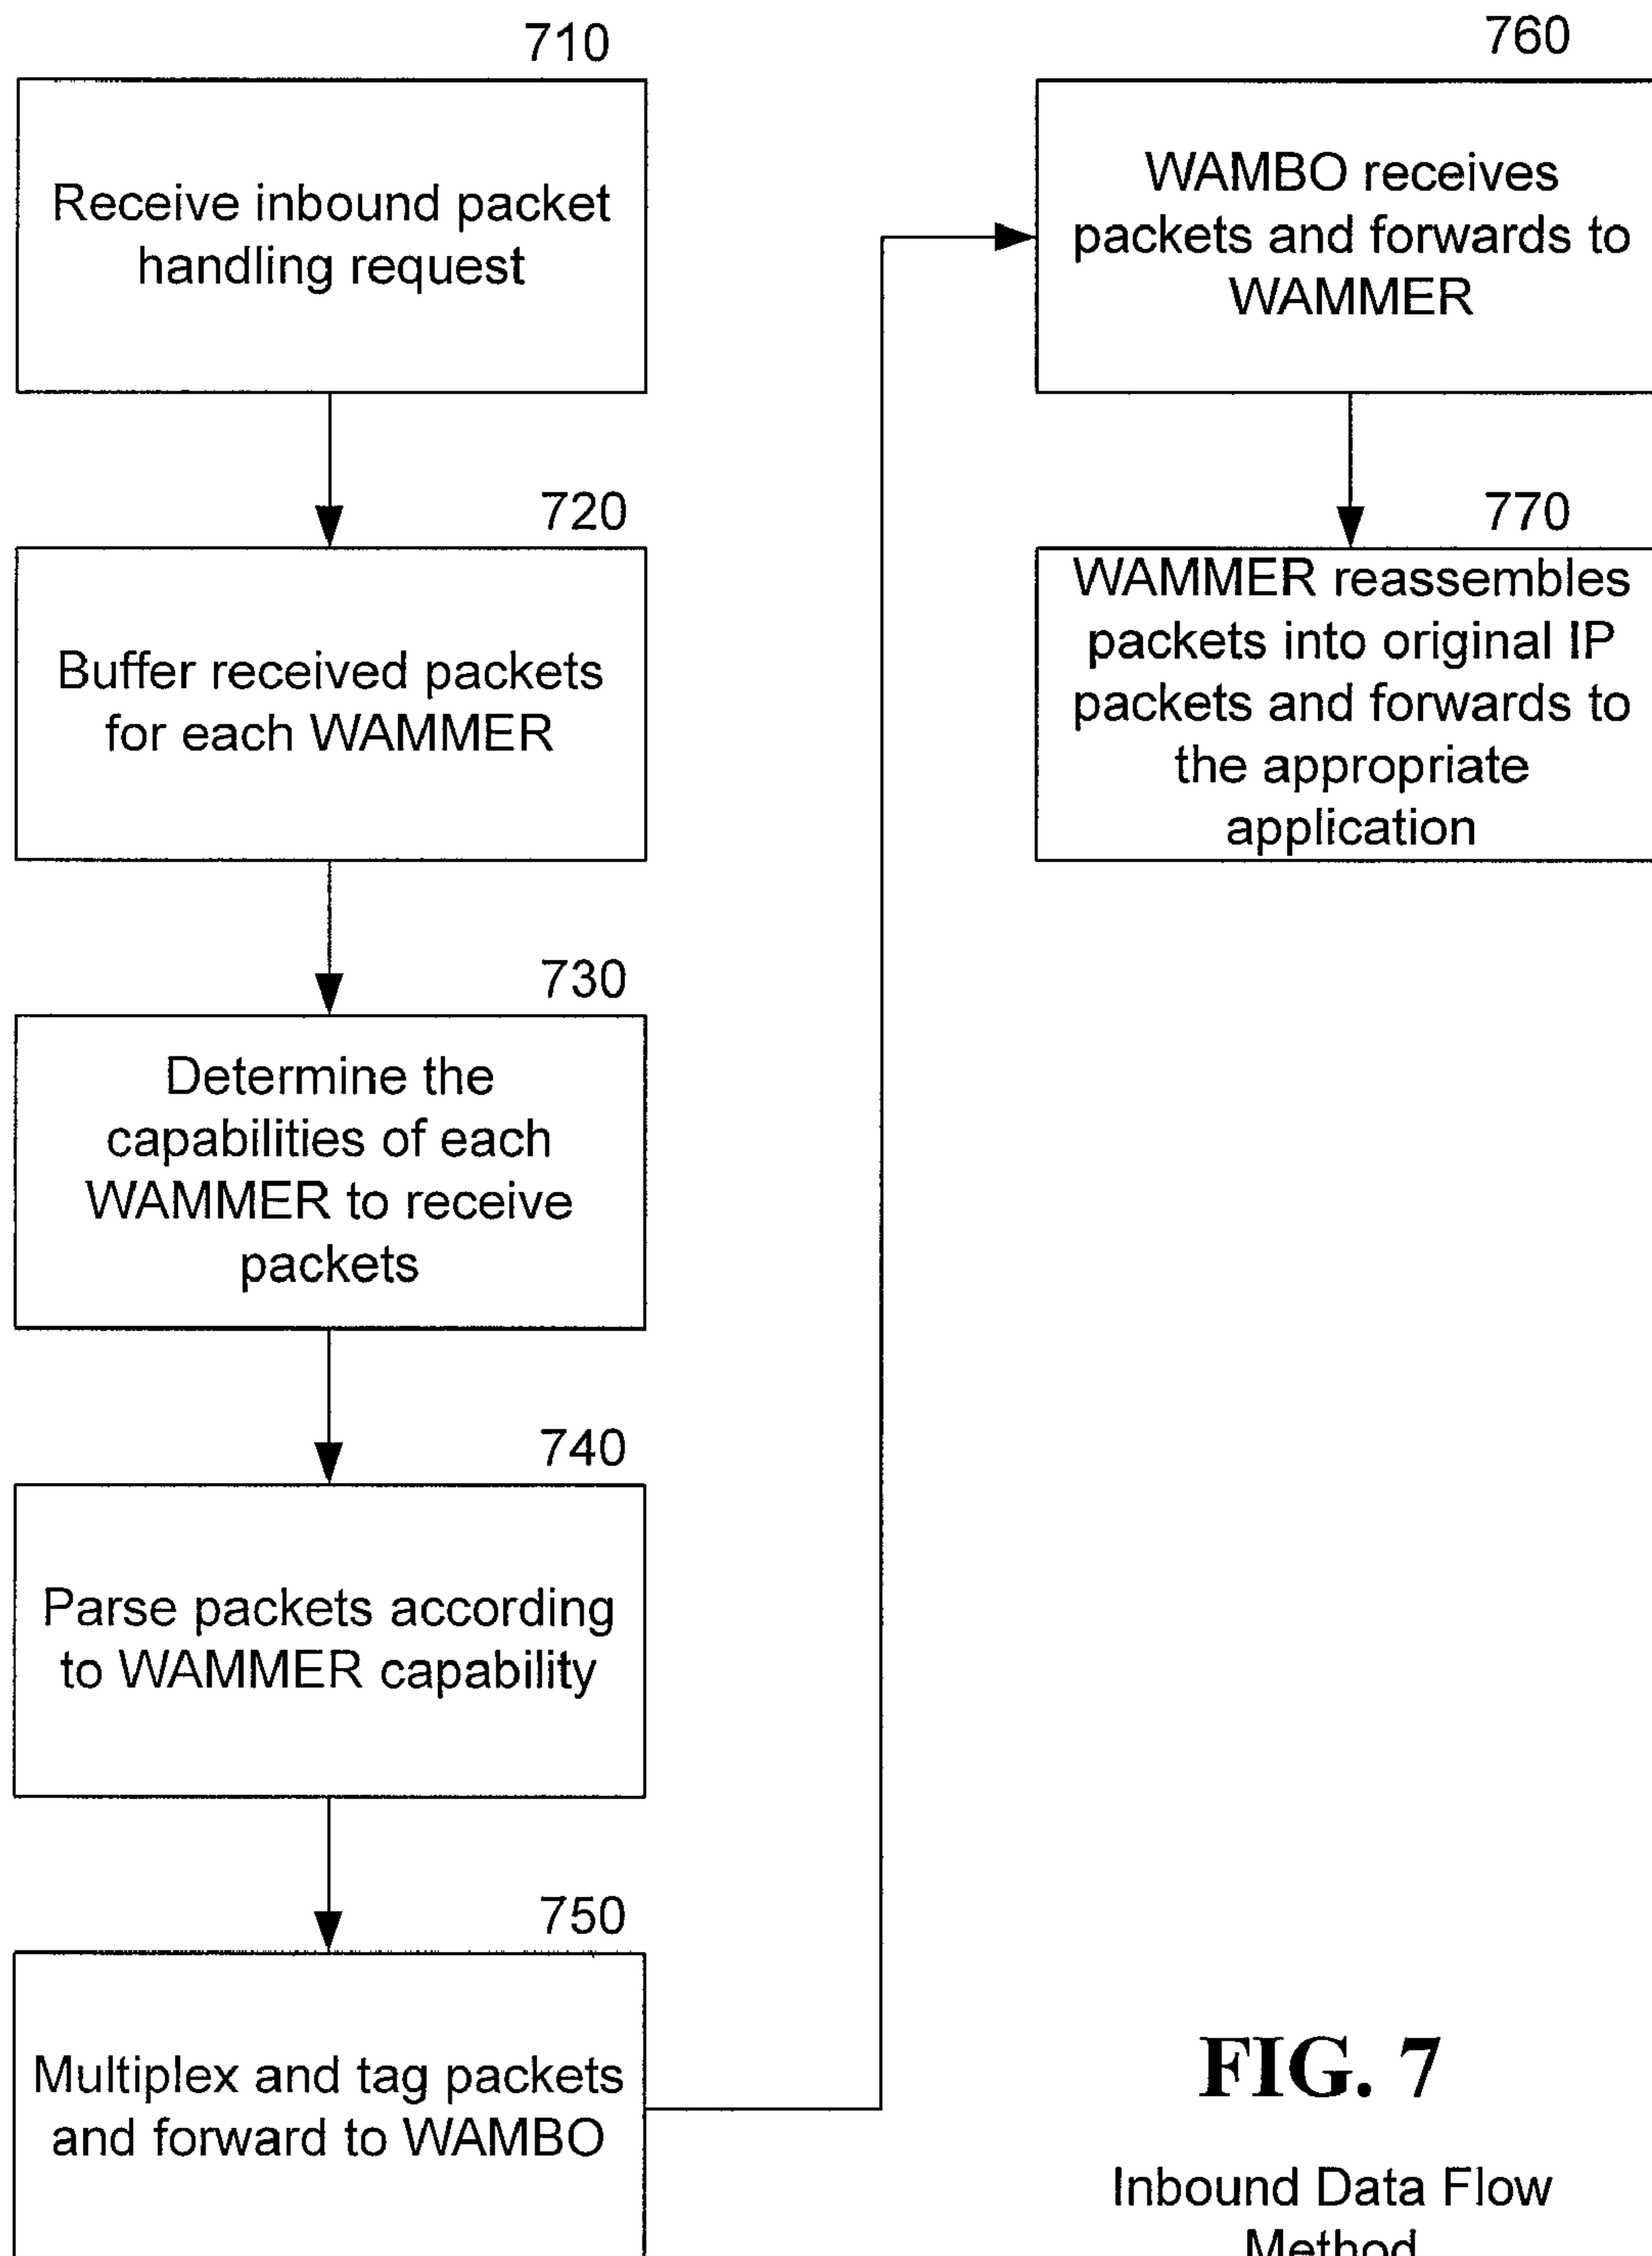 710
Receive inbound packet
handling request
720
Buffer received packets
for each WAMMER
730
Determine the
capabilities of each
WAMMER to receive
packets
740
Parse packets according
to WAMMER capability
750
Multiplex and tag packets
and forward to WAMBO
760
WAMBO receives
packets and forwards to
WAMMER
770
WAMMER reassembles
packets into original IP
packets and forwards to
the appropriate
application
FIG. 7
Inbound Data Flow
Method